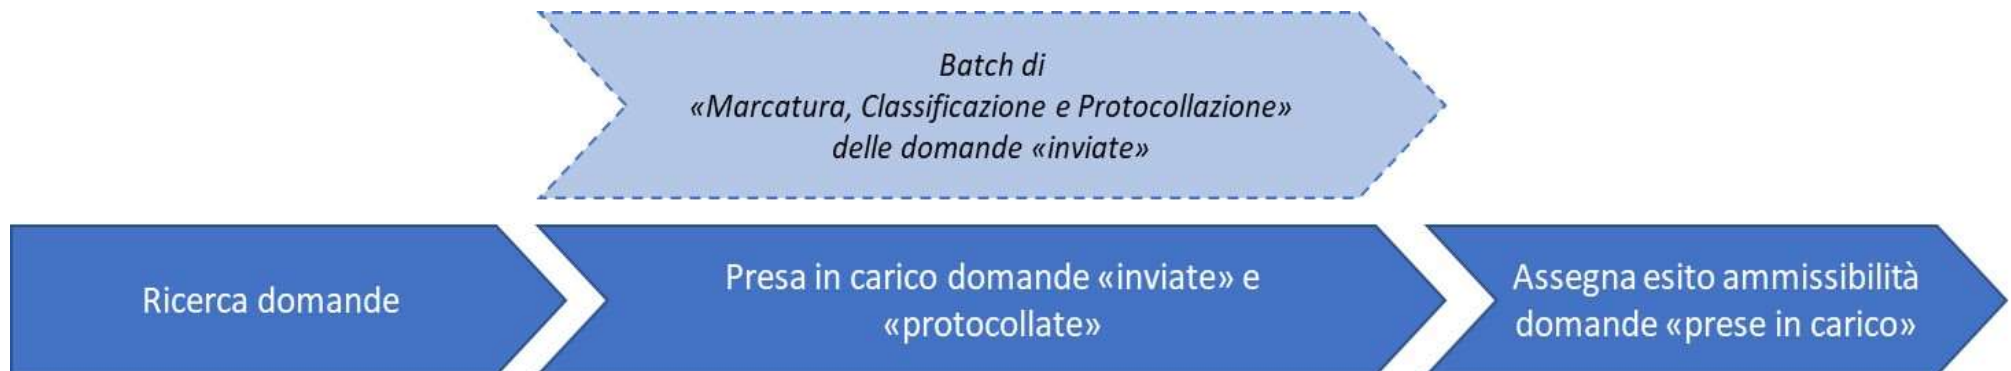 Batch di
«Marcatura, Classificazione e Protocollazione»
delle domande «inviate»
Ricerca domande
Presa in carico domande «inviate» e
«protocollate»
Assegna esito ammissibilità
domande «prese in carico»